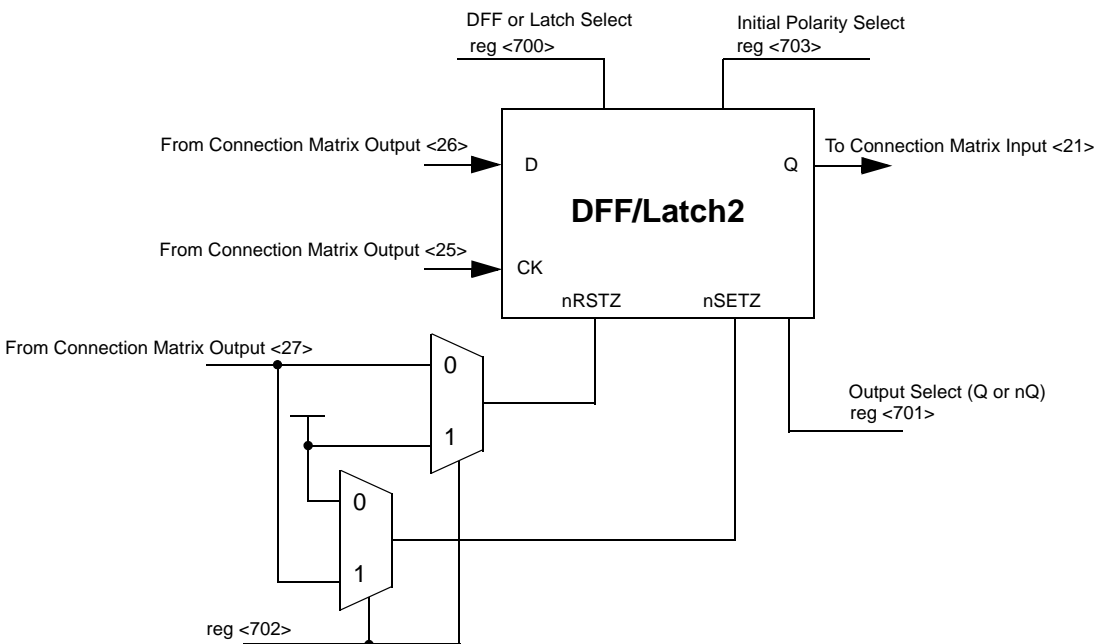 DFF or Latch Select
reg <700>
Initial Polarity Select
reg <703>
From Connection Matrix Output <26>
To Connection Matrix Input <21>
D
Q
DFF/Latch2
From Connection Matrix Output <25>
CK
nRSTZ
nSETZ
From Connection Matrix Output <27>
0
1
Output Select (Q or nQ)
reg <701>
0
1
reg <702>